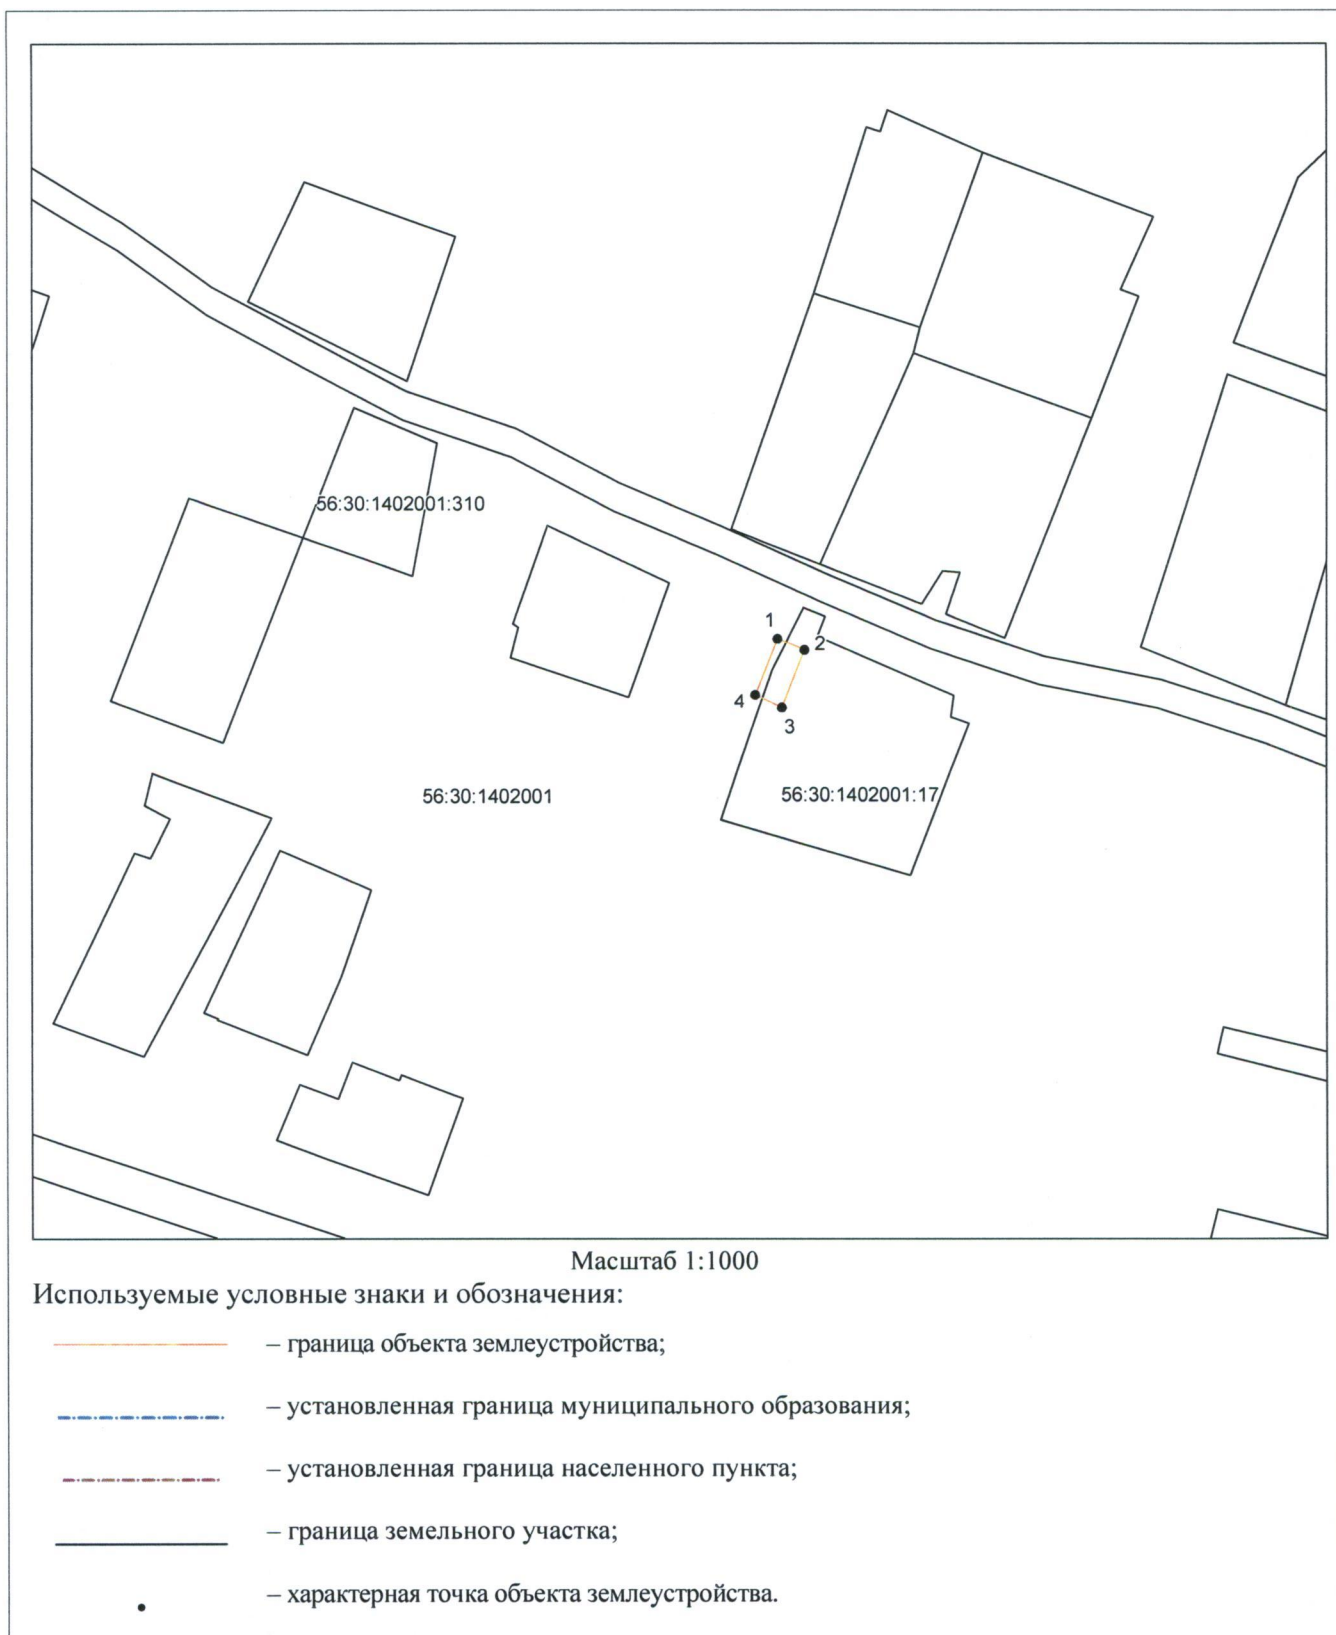 56:30:1402001:310
1
2
4
3
56:30:1402001
56:30:1402001:17
Масштаб 1:1000
Используемые условные знаки и обозначения:
– граница объекта землеустройства;
– установленная граница муниципального образования;
– установленная граница населенного пункта;
– граница земельного участка;
– характерная точка объекта землеустройства.